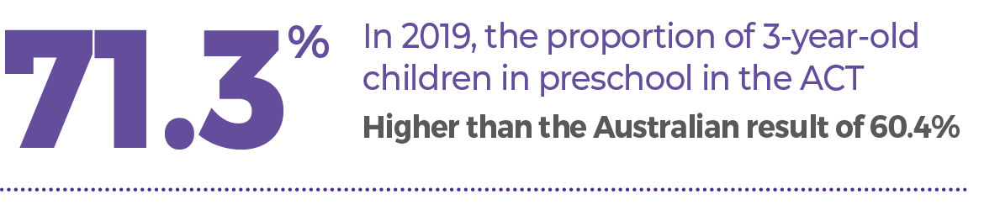 71.3%
In 2019, the proportion of 3-year-old
children in preschool in the ACT
Higher than the Australian result of 60.4%